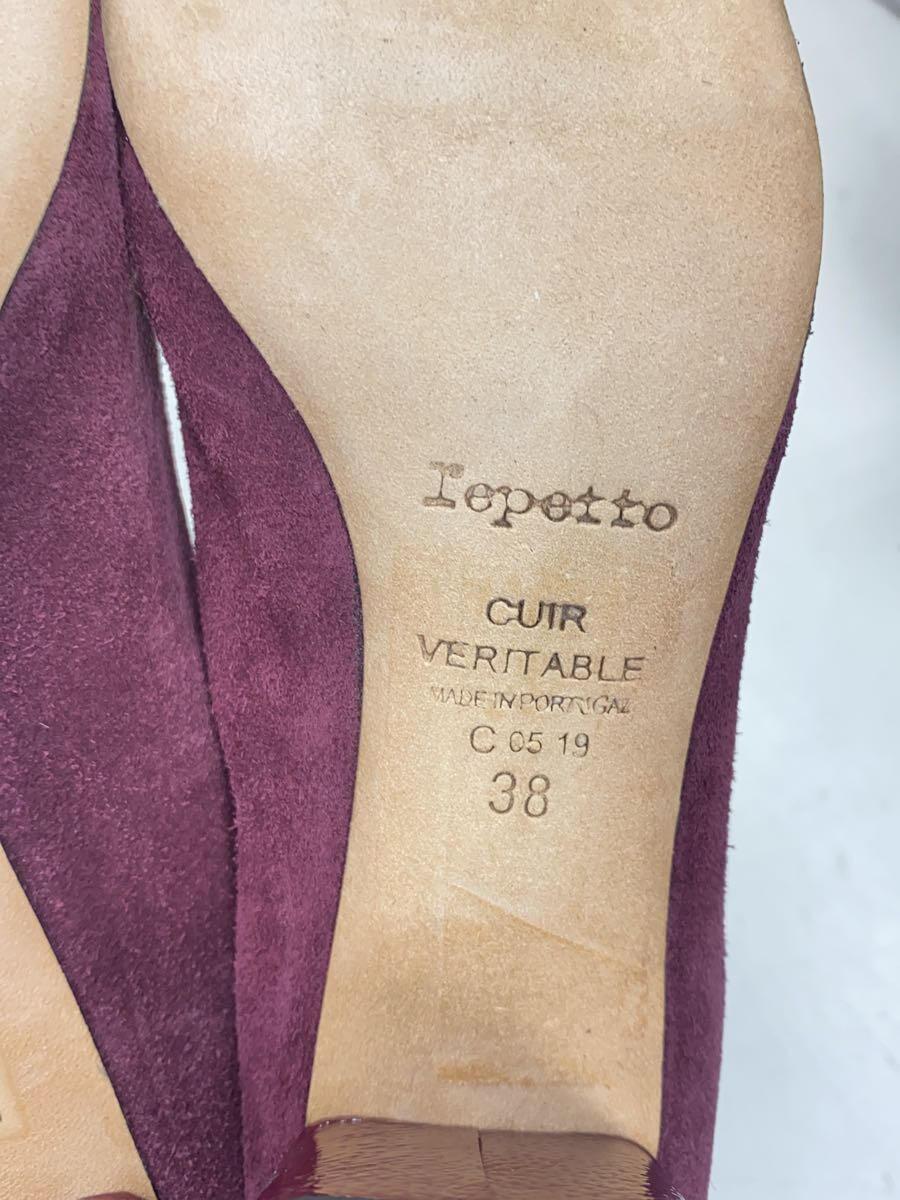 repetto
CUIR
VERITABLE
MADE IN PORTUGAL
C 05 19
38